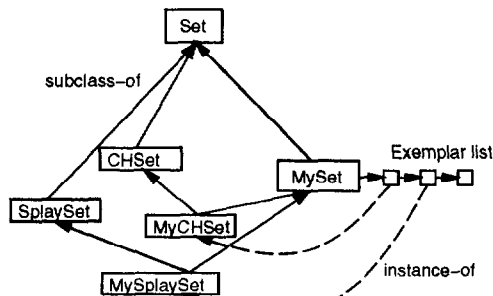 Set
subclass-of
CHSet
Exemplar list
MySet
SplaySet
MyCHSet
instance-of
MySplaySet